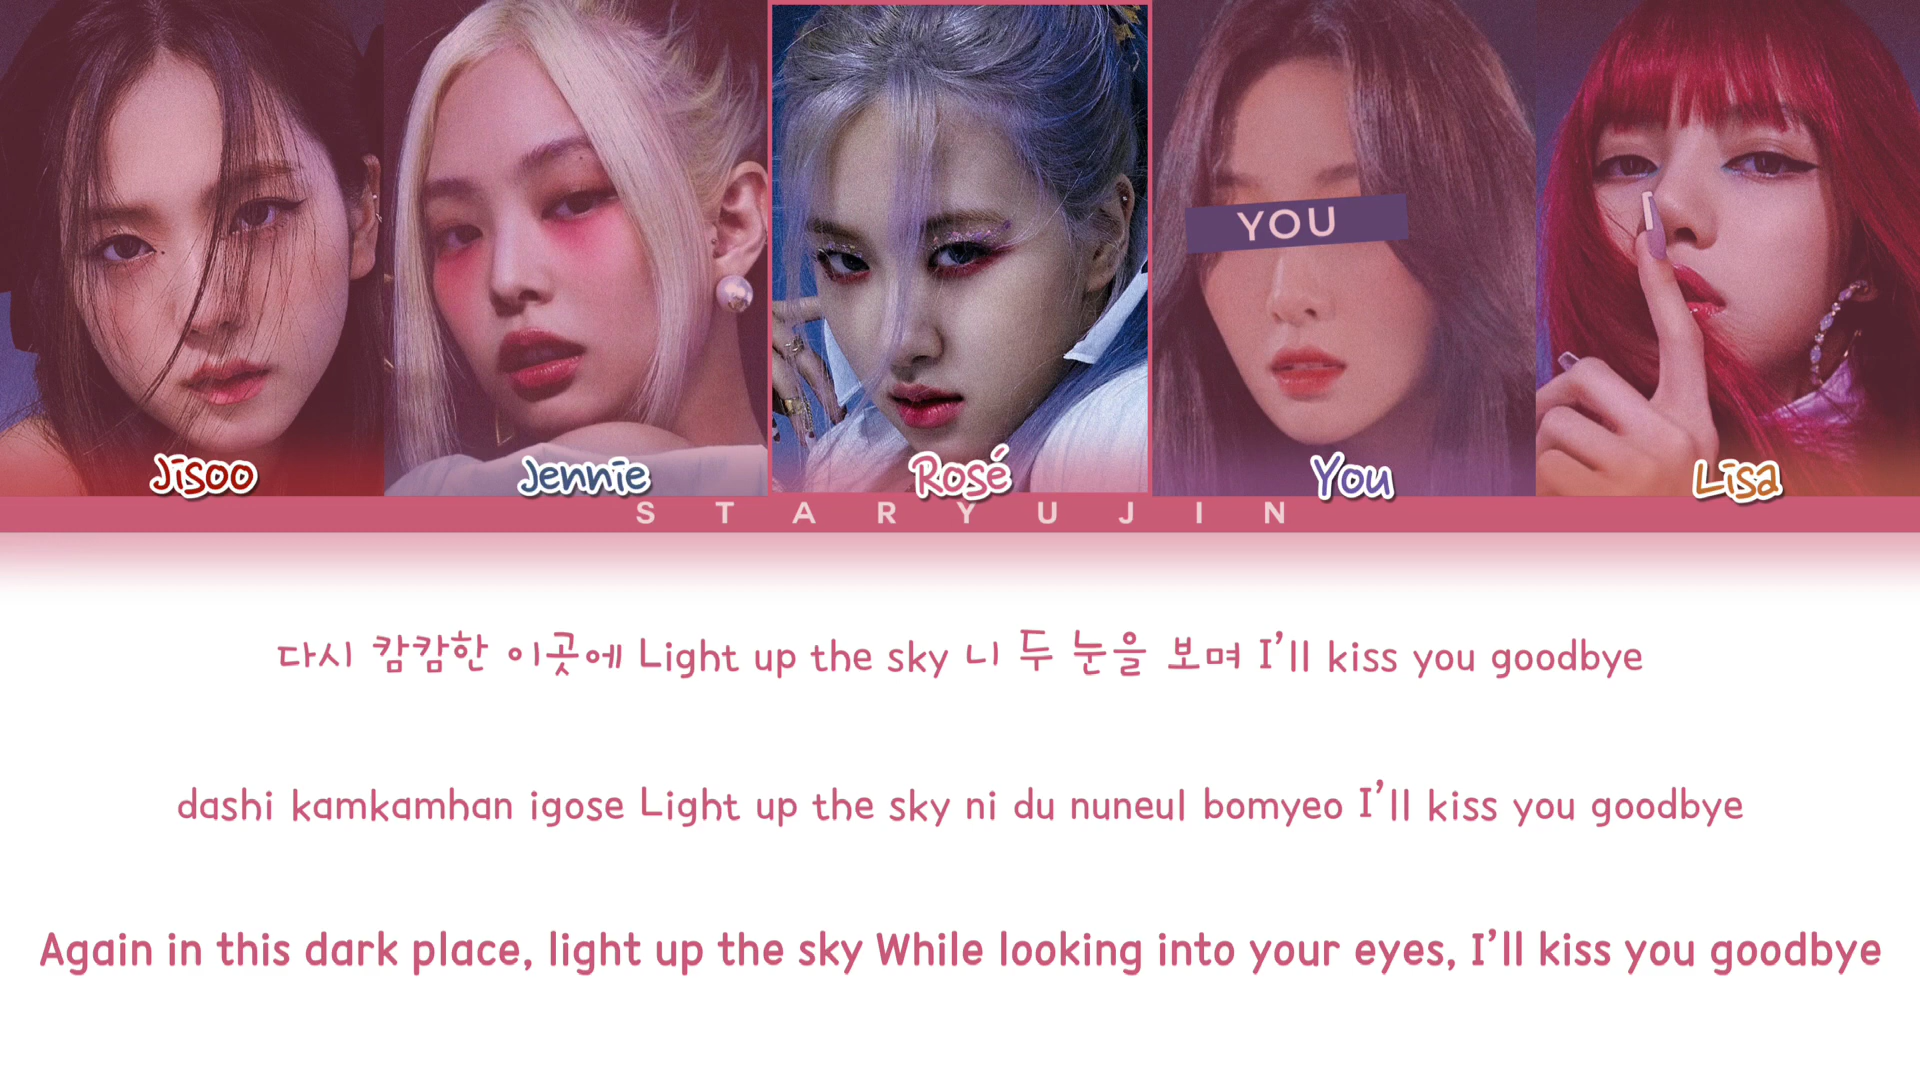 YOU
Jisoo
Jennie
Rosé
You
Lisa
STARYUJIN
다시 캄캄한 이곳에 Light up the sky 니 두 눈을 보며 I'll kiss you goodbye
dashi kamkamhan igose Light up the sky ni du nuneul bomyeo I'll kiss you goodbye
Again in this dark place, light up the sky While looking into your eyes, I'll kiss you goodbye